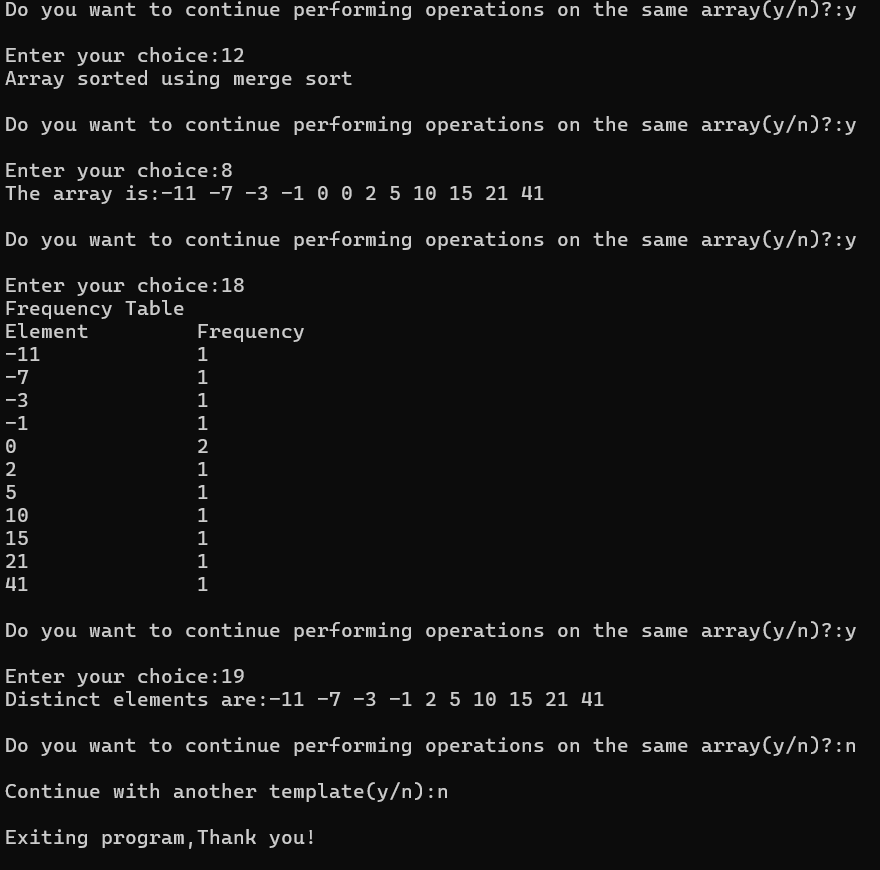 Do you want to continue performing operations on the same array(y/n)?:y
Enter your choice:12
Array sorted using merge sort
Do you want to continue performing operations on the same array(y/n)?:y
Enter your choice:8
The array is:-11 -7 -3 -1 0 0 2 5 10 15 21 41
Do you want to continue performing operations on the same array(y/n)?:y
Enter your choice:18
Frequency Table
Element Frequency
-11 1
-7 1
-3 1
-1 1
0 2
2 1
5 1
10 1
15 1
21 1
41 1
Do you want to continue performing operations on the same array(y/n)?:y
Enter your choice:19
Distinct elements are:-11 -7 -3 -1 2 5 10 15 21 41
Do you want to continue performing operations on the same array(y/n)?:n
Continue with another template(y/n):n
Exiting program,Thank you!